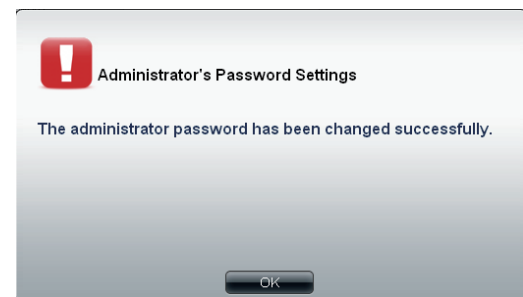 Administrator's Password Settings
The administrator password has been changed successfully.
OK